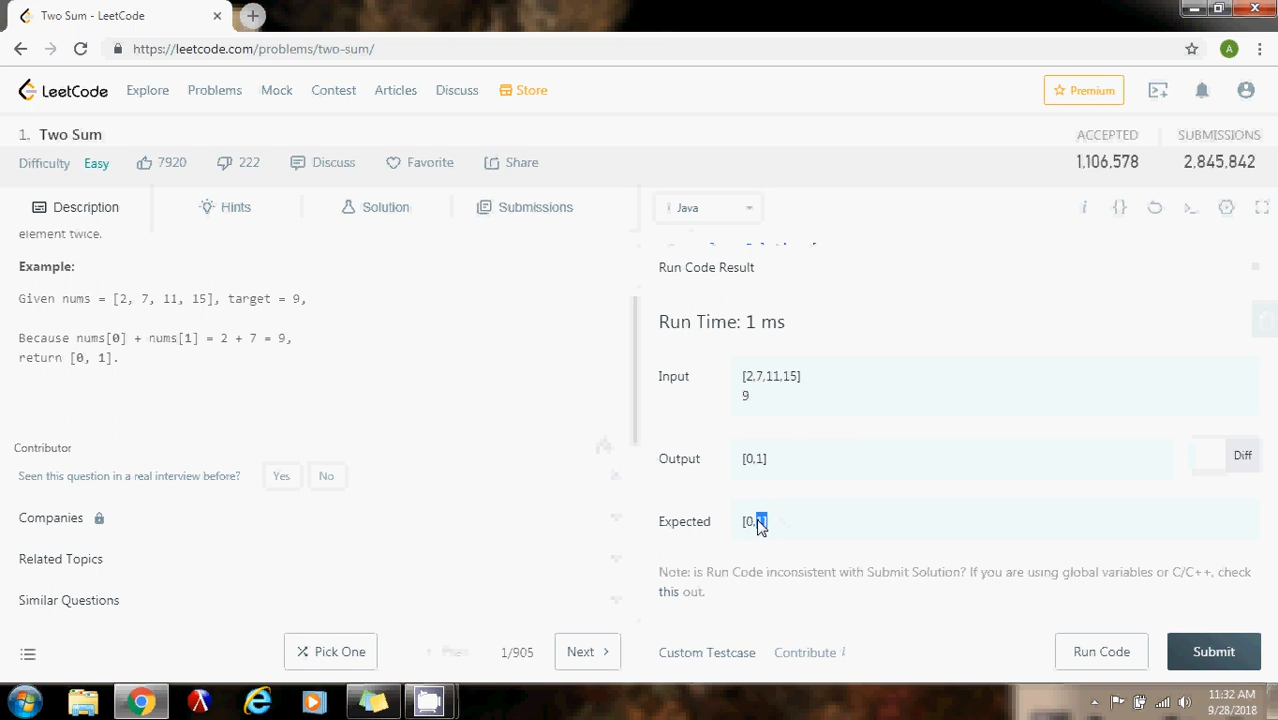 Two Sum - LeetCode
https://leetcode.com/problems/two-sum/
A
LeetCode
Explore
Problems
Mock
Contest
Articles
Discuss
Store
Premium
1. Two Sum
ACCEPTED
SUBMISSIONS
Difficulty
Easy
7920
222
Discuss
Favorite
Share
1,106,578
2,845,842
Description
Hints
Solution
Submissions
i Java
element twice.
Example:
Given nums = [2, 7, 11, 15], target = 9,
Because nums[0] + nums[1] = 2 + 7 = 9,
return [0, 1].
Contributor
Seen this question in a real interview before?
Yes
No
Companies
Related Topics
Similar Questions
Pick One
1/905
Next
Run Code Result
Run Time: 1 ms
Input
[2,7,11,15]
9
Output
[0,1]
Diff
Expected
[0,1]
Note: is Run Code inconsistent with Submit Solution? If you are using global variables or C/C++, check
this out.
Custom Testcase
Contribute i
Run Code
Submit
11:32 AM
9/28/2018